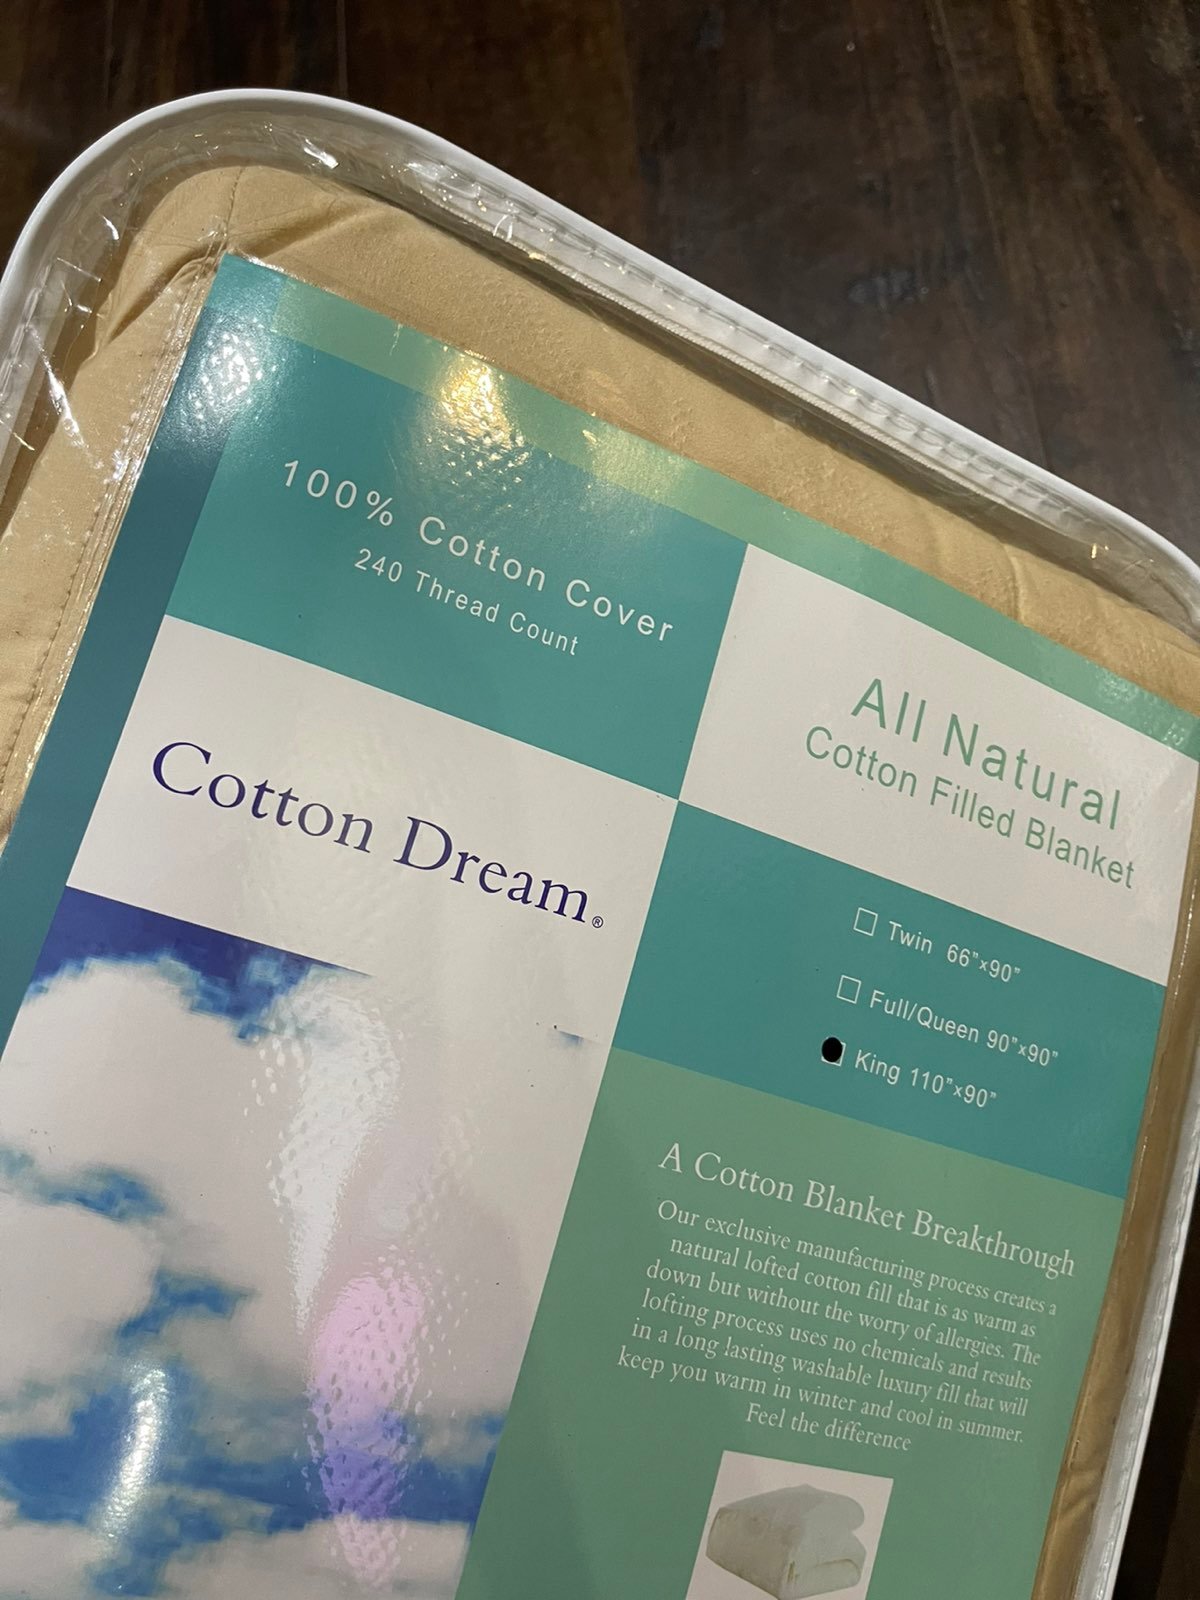 100% Cotton Cover
240 Thread Count
All Natural
Cotton Filled Blanket
Cotton Dream®
Twin 66"x90"
Full/Queen 90"x90"
King 110"x90"
A Cotton Blanket Breakthrough
Our exclusive manufacturing process creates a
natural lofted cotton fill that is as warm as
down but without the worry of allergies. The
lofting process uses no chemicals and results
in a long lasting washable luxury fill that will
keep you warm in winter and cool in summer.
Feel the difference